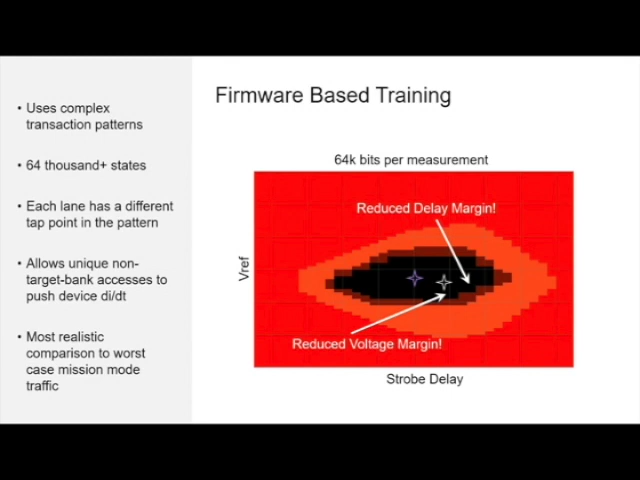 Firmware Based Training
• Uses complex
transaction patterns
• 64 thousand+ states
• Each lane has a different
tap point in the pattern
• Allows unique non-
target-bank accesses to
push device di/dt
• Most realistic
comparison to worst
case mission mode
traffic
64k bits per measurement
Reduced Delay Margin!
Vref
Reduced Voltage Margin!
Strobe Delay